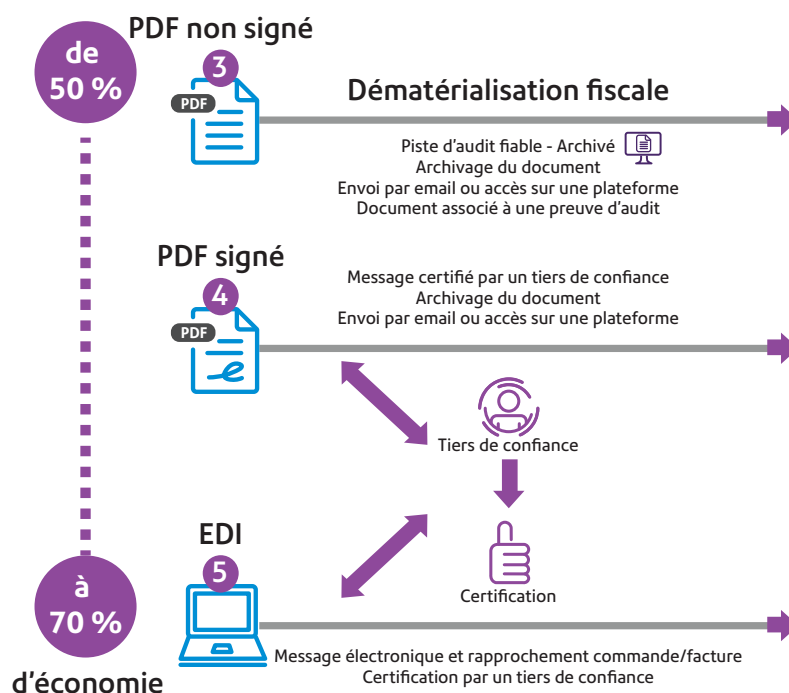 de
50 %
PDF non signé
3
PDF
Dématérialisation fiscale
Piste d'audit fiable - Archivé
Archivage du document
Envoi par email ou accès sur une plateforme
Document associé à une preuve d'audit
PDF signé
4
PDF
Message certifié par un tiers de confiance
Archivage du document
Envoi par email ou accès sur une plateforme
Tiers de confiance
EDI
5
Certification
à
70 %
d'économie
Message électronique et rapprochement commande/facture
Certification par un tiers de confiance